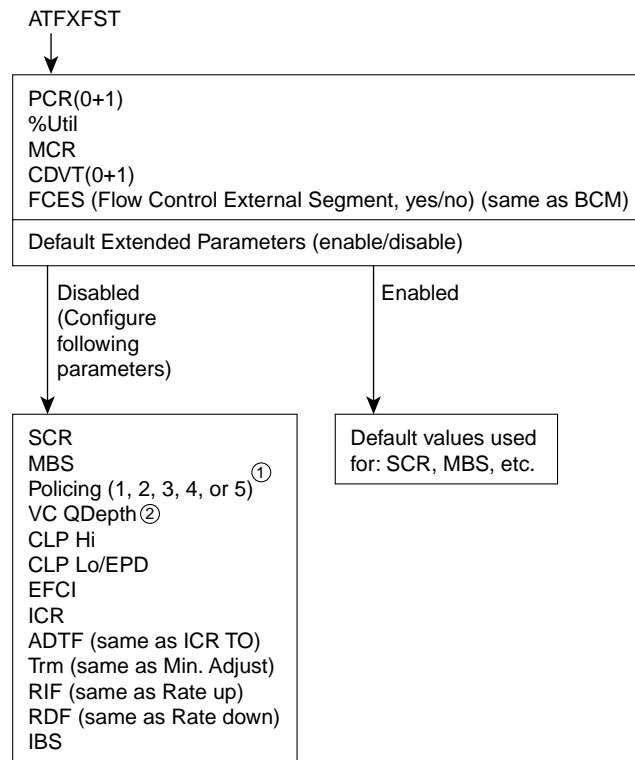 ATFXFST
PCR(0+1)
%Util
MCR
CDVT(0+1)
FCES (Flow Control External Segment, yes/no) (same as BCM)
Default Extended Parameters (enable/disable)
Disabled
(Configure
following
parameters)
Enabled
SCR
MBS
Policing (1, 2, 3, 4, or 5) ①
VC QDepth ②
CLP Hi
CLP Lo/EPD
EFCI
ICR
ADTF (same as ICR TO)
Trm (same as Min. Adjust)
RIF (same as Rate up)
RDF (same as Rate down)
IBS
Default values used
for: SCR, MBS, etc.